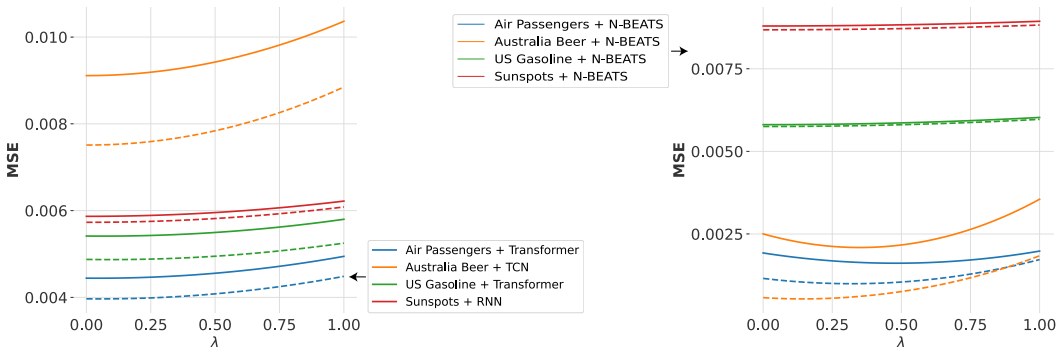 MSE
0.010
0.008
0.006
0.004
0.00
0.25
0.50
0.75
1.00
λ
Air Passengers + Transformer
Australia Beer + TCN
US Gasoline + Transformer
Sunspots + RNN
Air Passengers + N-BEATS
Australia Beer + N-BEATS
US Gasoline + N-BEATS
Sunspots + N-BEATS
MSE
0.0075
0.0050
0.0025
0.00
0.25
0.50
0.75
1.00
λ